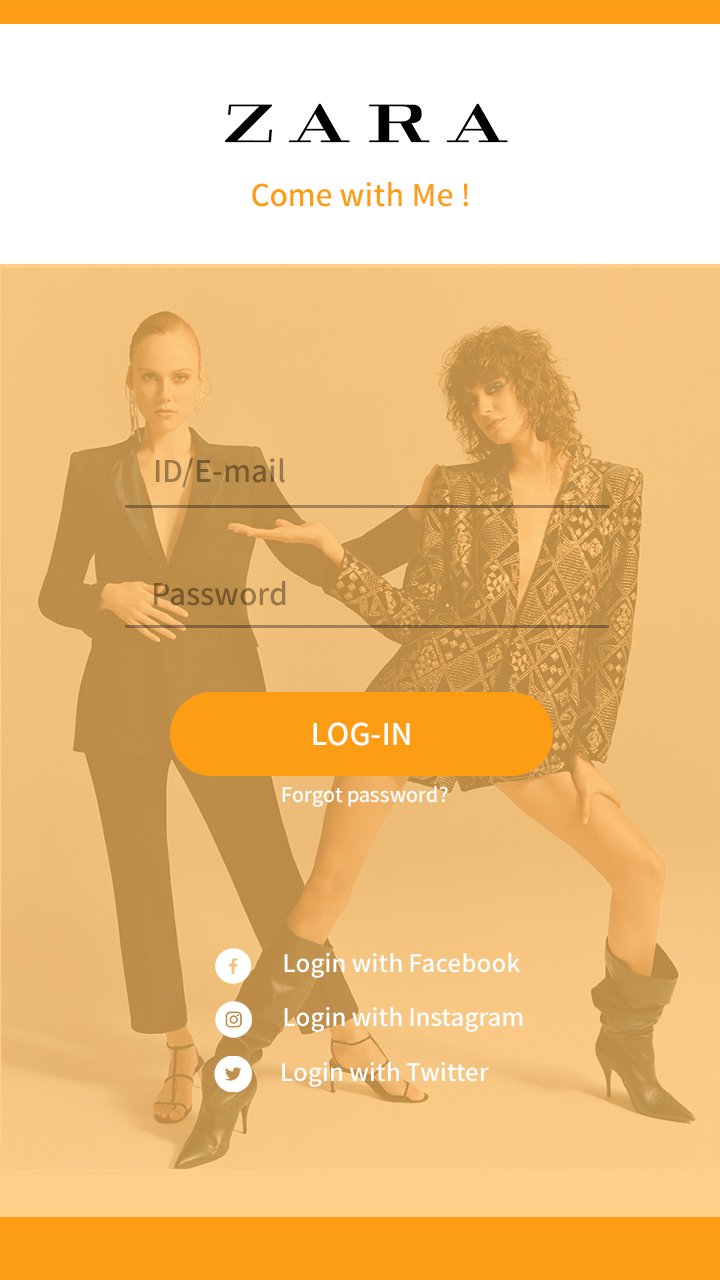 ZARA
Come with Me !
ID/E-mail
Password
LOG-IN
Forgot password?
Login with Facebook
Login with Instagram
Login with Twitter